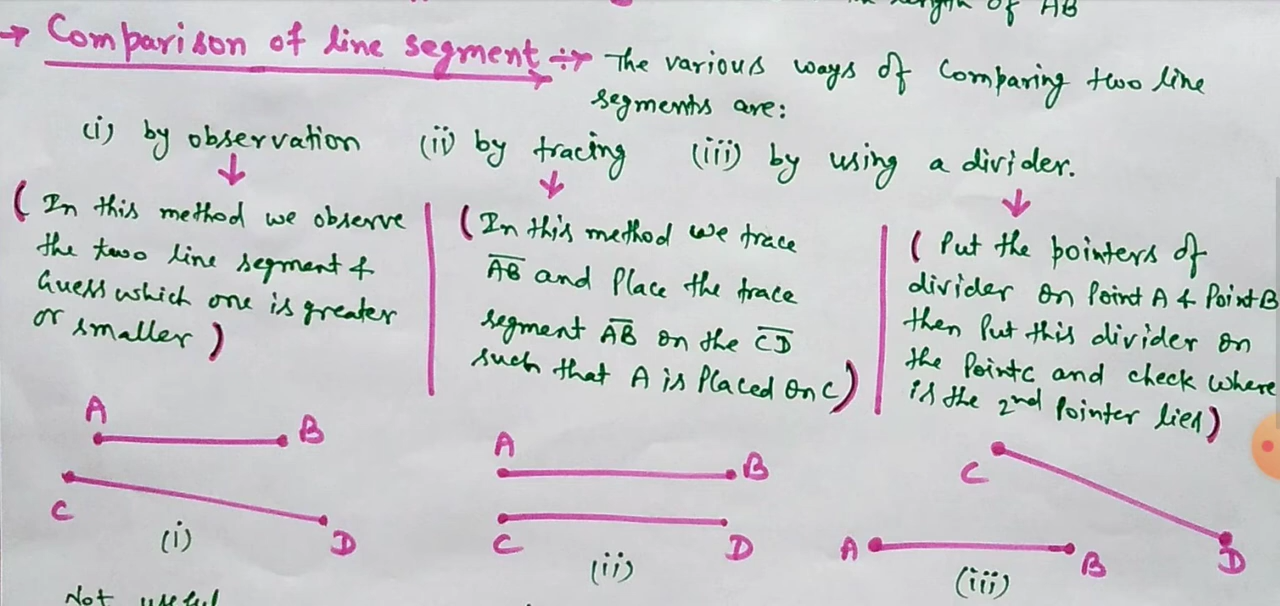 length of AB
→ Comparison of line segment :→ The various ways of Comparing two line
segments are:
(i) by observation (ii) by tracing (iii) by using a divider.
(In this method we observe
the two line segment &
Guess which one is greater
or smaller)
(In this method we trace
A̅B̅ and Place the trace
segment A̅B̅ on the C̅D̅
such that A is Placed on C)
( Put the pointers of
divider on Point A & Point B
then Put this divider on
the Point C and check where
is the 2nd Pointer lies)
A B
C D
(i)
A B
C D
(ii)
C
A B D
(iii)
Not useful